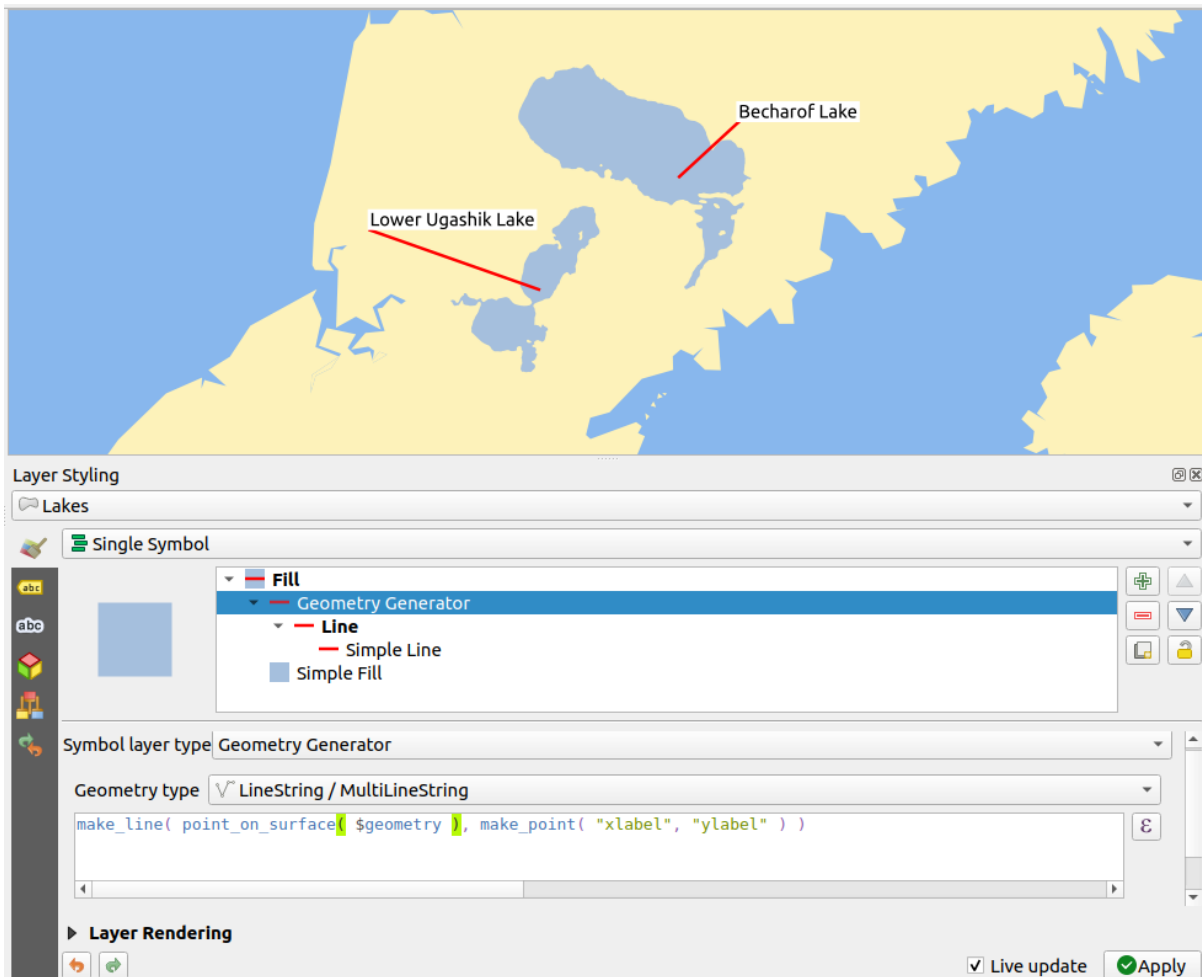 Becharof Lake
Lower Ugashik Lake
Layer Styling
Lakes
Single Symbol
abc
abc
Fill
Geometry Generator
Line
Simple Line
Simple Fill
Symbol layer type Geometry Generator
Geometry type LineString / MultiLineString
make_line( point_on_surface( $geometry ), make_point( "xlabel", "ylabel" ) )
ε
Layer Rendering
Live update
Apply